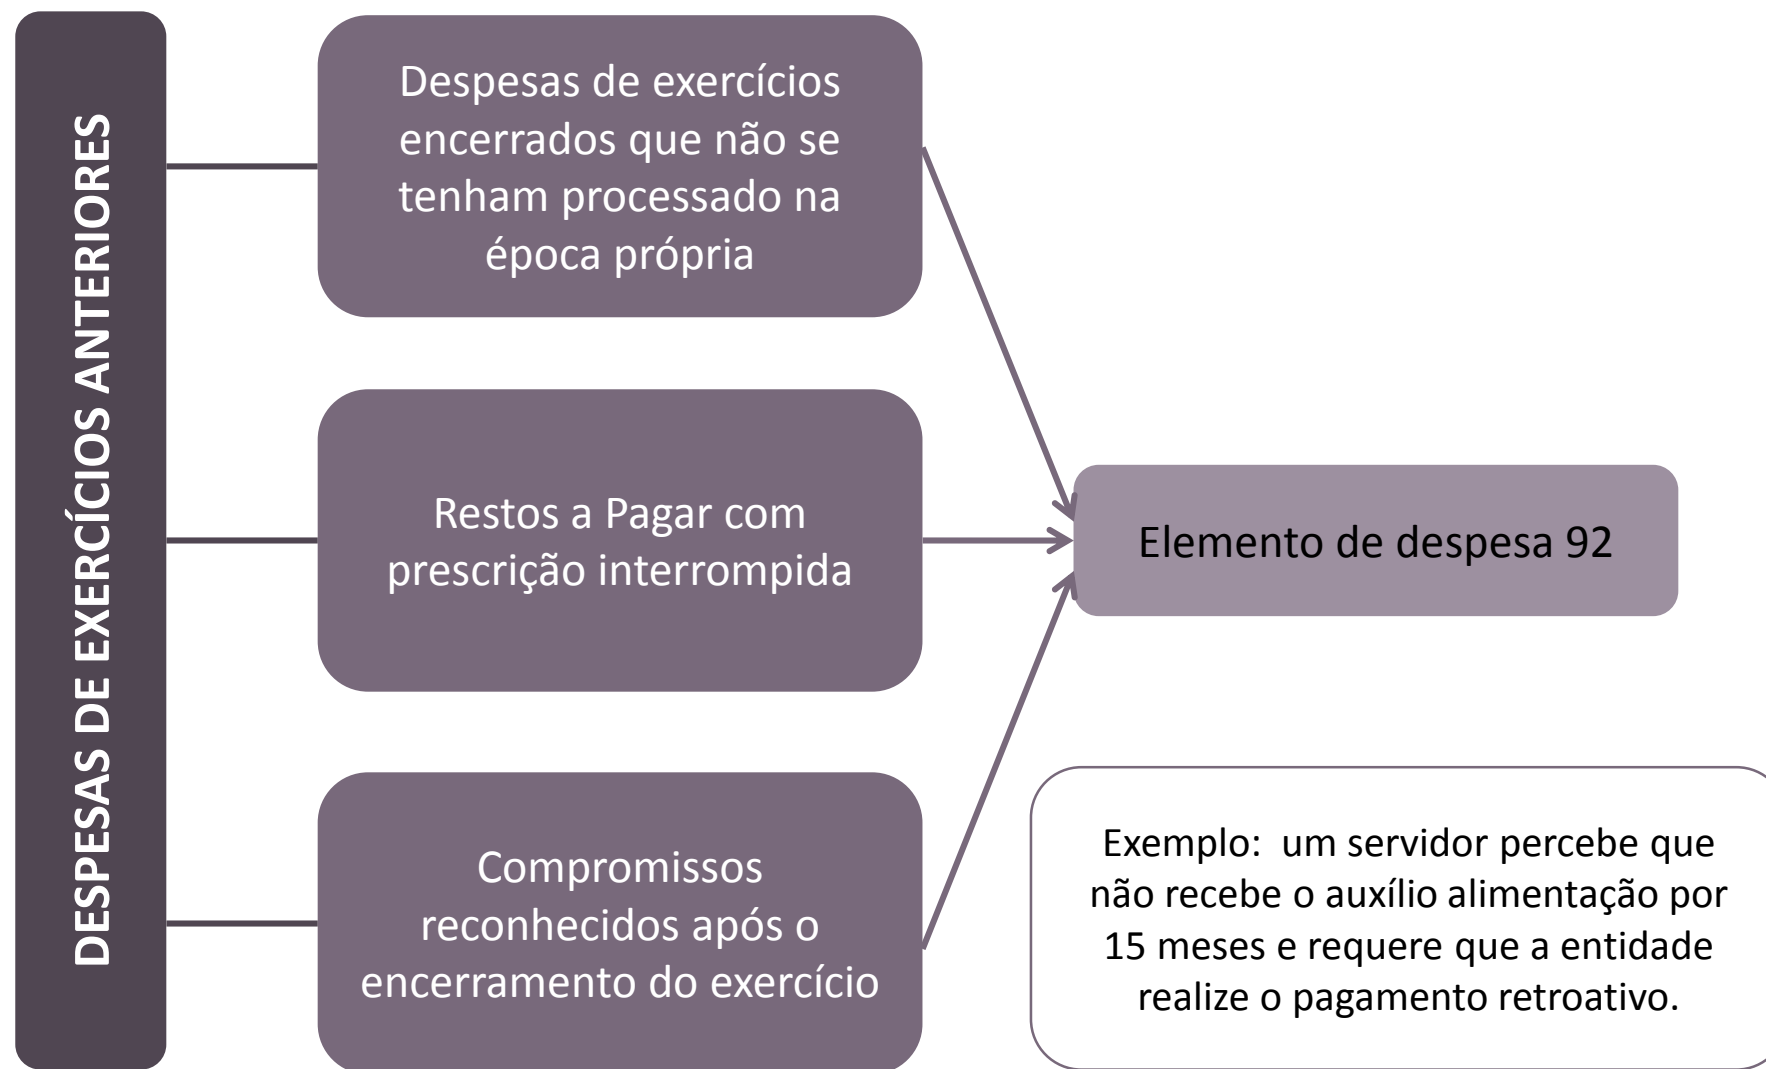 DESPESAS DE EXERCÍCIOS ANTERIORES
Despesas de exercícios
encerrados que não se
tenham processado na
época própria
Restos a Pagar com
prescrição interrompida
Compromissos
reconhecidos após o
encerramento do exercício
Elemento de despesa 92
Exemplo: um servidor percebe que
não recebe o auxílio alimentação por
15 meses e requere que a entidade
realize o pagamento retroativo.